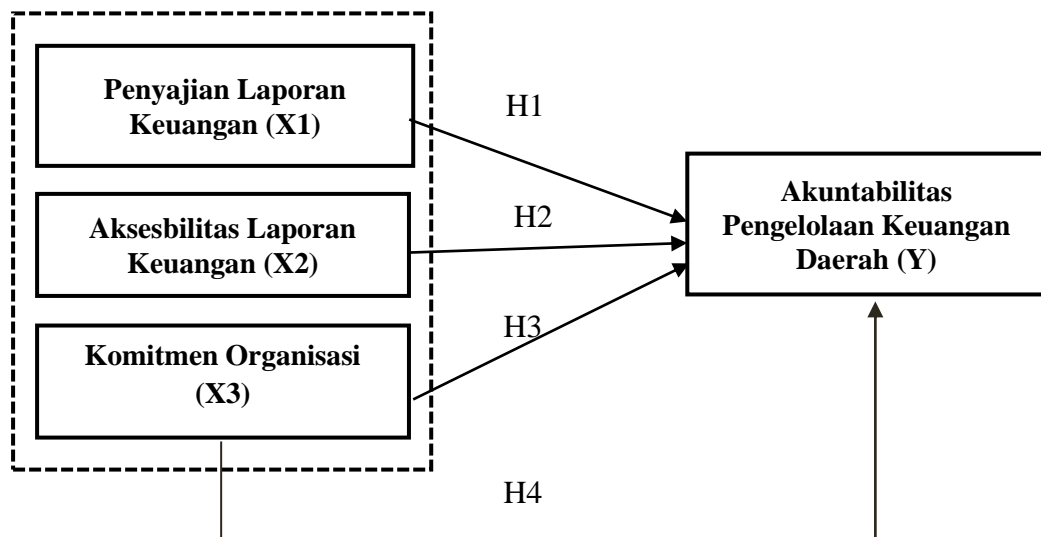 Penyajian Laporan
Keuangan (X1)
Aksesbilitas Laporan
Keuangan (X2)
Komitmen Organisasi
(X3)
H1
H2
H3
H4
Akuntabilitas
Pengelolaan Keuangan
Daerah (Y)